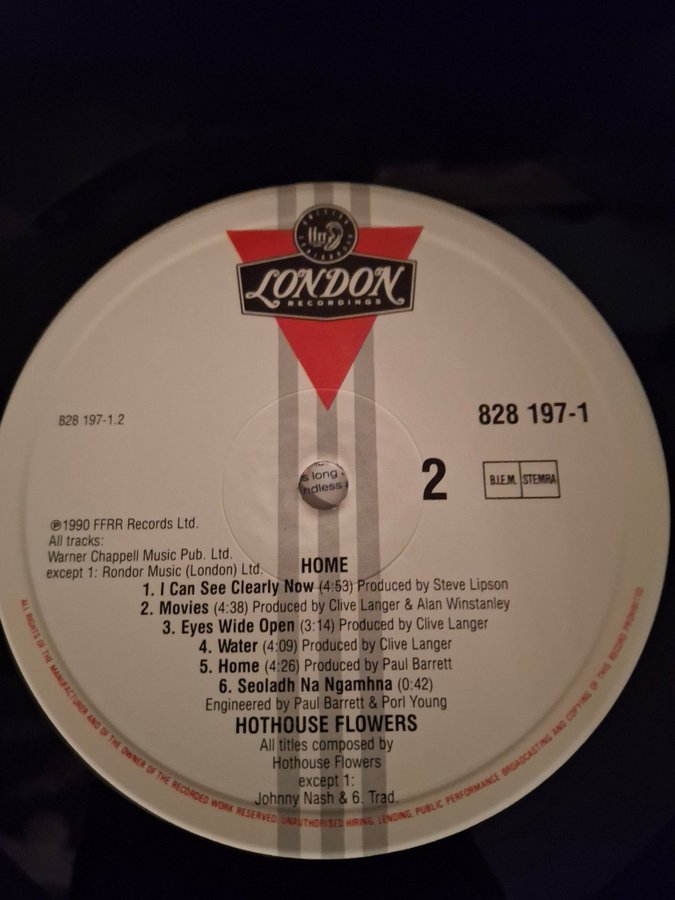 ffrr
LONDON
RECORDINGS
828 197-1.2
828 197-1
2
B.I.E.M. STEMRA
s long
ndless
℗1990 FFRR Records Ltd.
All tracks:
Warner Chappell Music Pub. Ltd.
except 1: Rondor Music (London) Ltd.
HOME
1. I Can See Clearly Now (4:53) Produced by Steve Lipson
2. Movies (4:38) Produced by Clive Langer & Alan Winstanley
3. Eyes Wide Open (3:14) Produced by Clive Langer
4. Water (4:09) Produced by Clive Langer
5. Home (4:26) Produced by Paul Barrett
6. Seoladh Na Ngamhna (0:42)
Engineered by Paul Barrett & Porl Young
HOTHOUSE FLOWERS
All titles composed by
Hothouse Flowers
except 1:
Johnny Nash & 6. Trad.
ALL RIGHTS OF THE MANUFACTURER AND OF THE OWNER OF THE RECORDED WORK RESERVED. UNAUTHORISED HIRING, LENDING, PUBLIC PERFORMANCE BROADCASTING AND COPYING OF THIS RECORD PROHIBITED